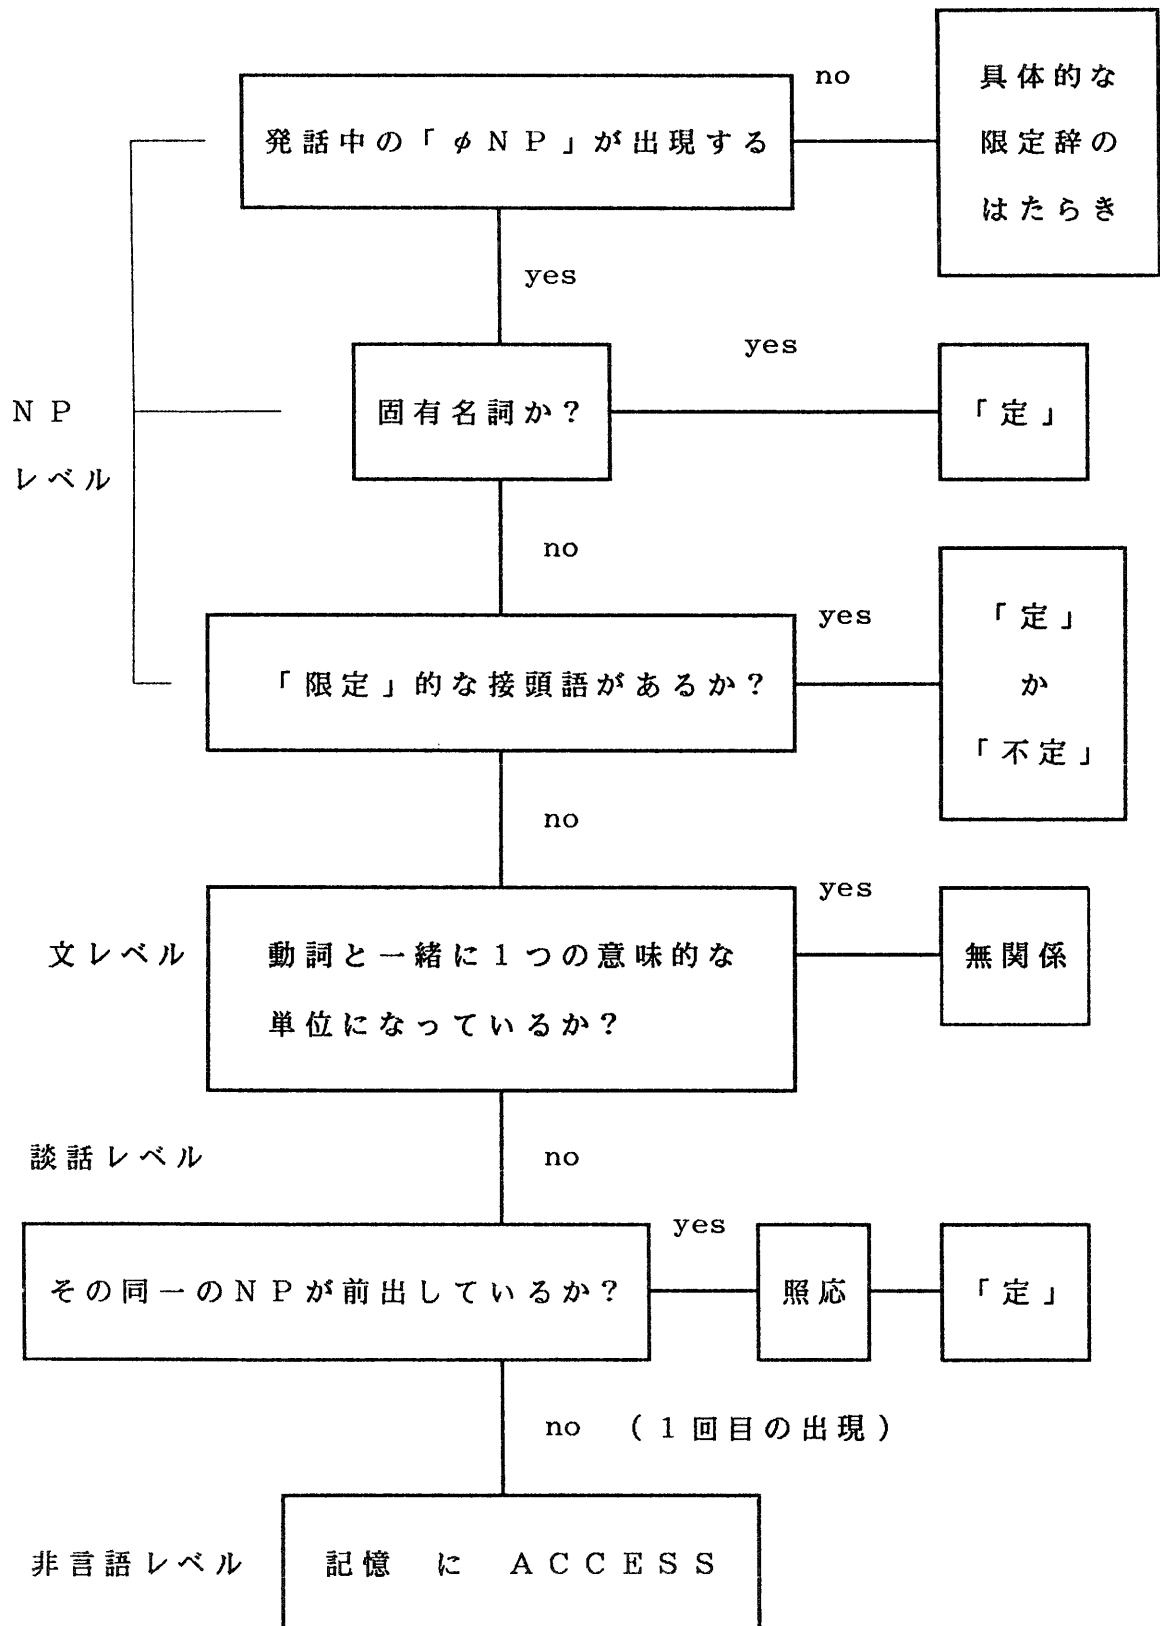 no
具体的な
限定辞の
はたらき
発話中の「φＮＰ」が出現する
yes
yes
ＮＰ
レベル
固有名詞か？
「定」
no
yes
「限定」的な接頭語があるか？
「定」
か
「不定」
no
yes
文レベル
動詞と一緒に１つの意味的な
単位になっているか？
無関係
談話レベル
no
yes
その同一のＮＰが前出しているか？
照応
「定」
no （１回目の出現）
非言語レベル
記憶 に ＡＣＣＥＳＳ